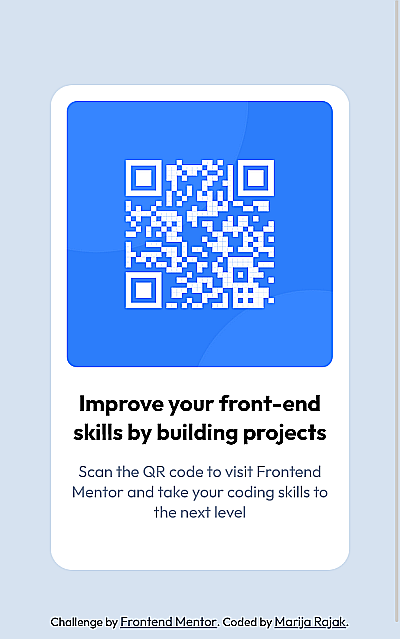 Improve your front-end
skills by building projects
Scan the QR code to visit Frontend
Mentor and take your coding skills to
the next level
Challenge by Frontend Mentor. Coded by Marija Rajak.